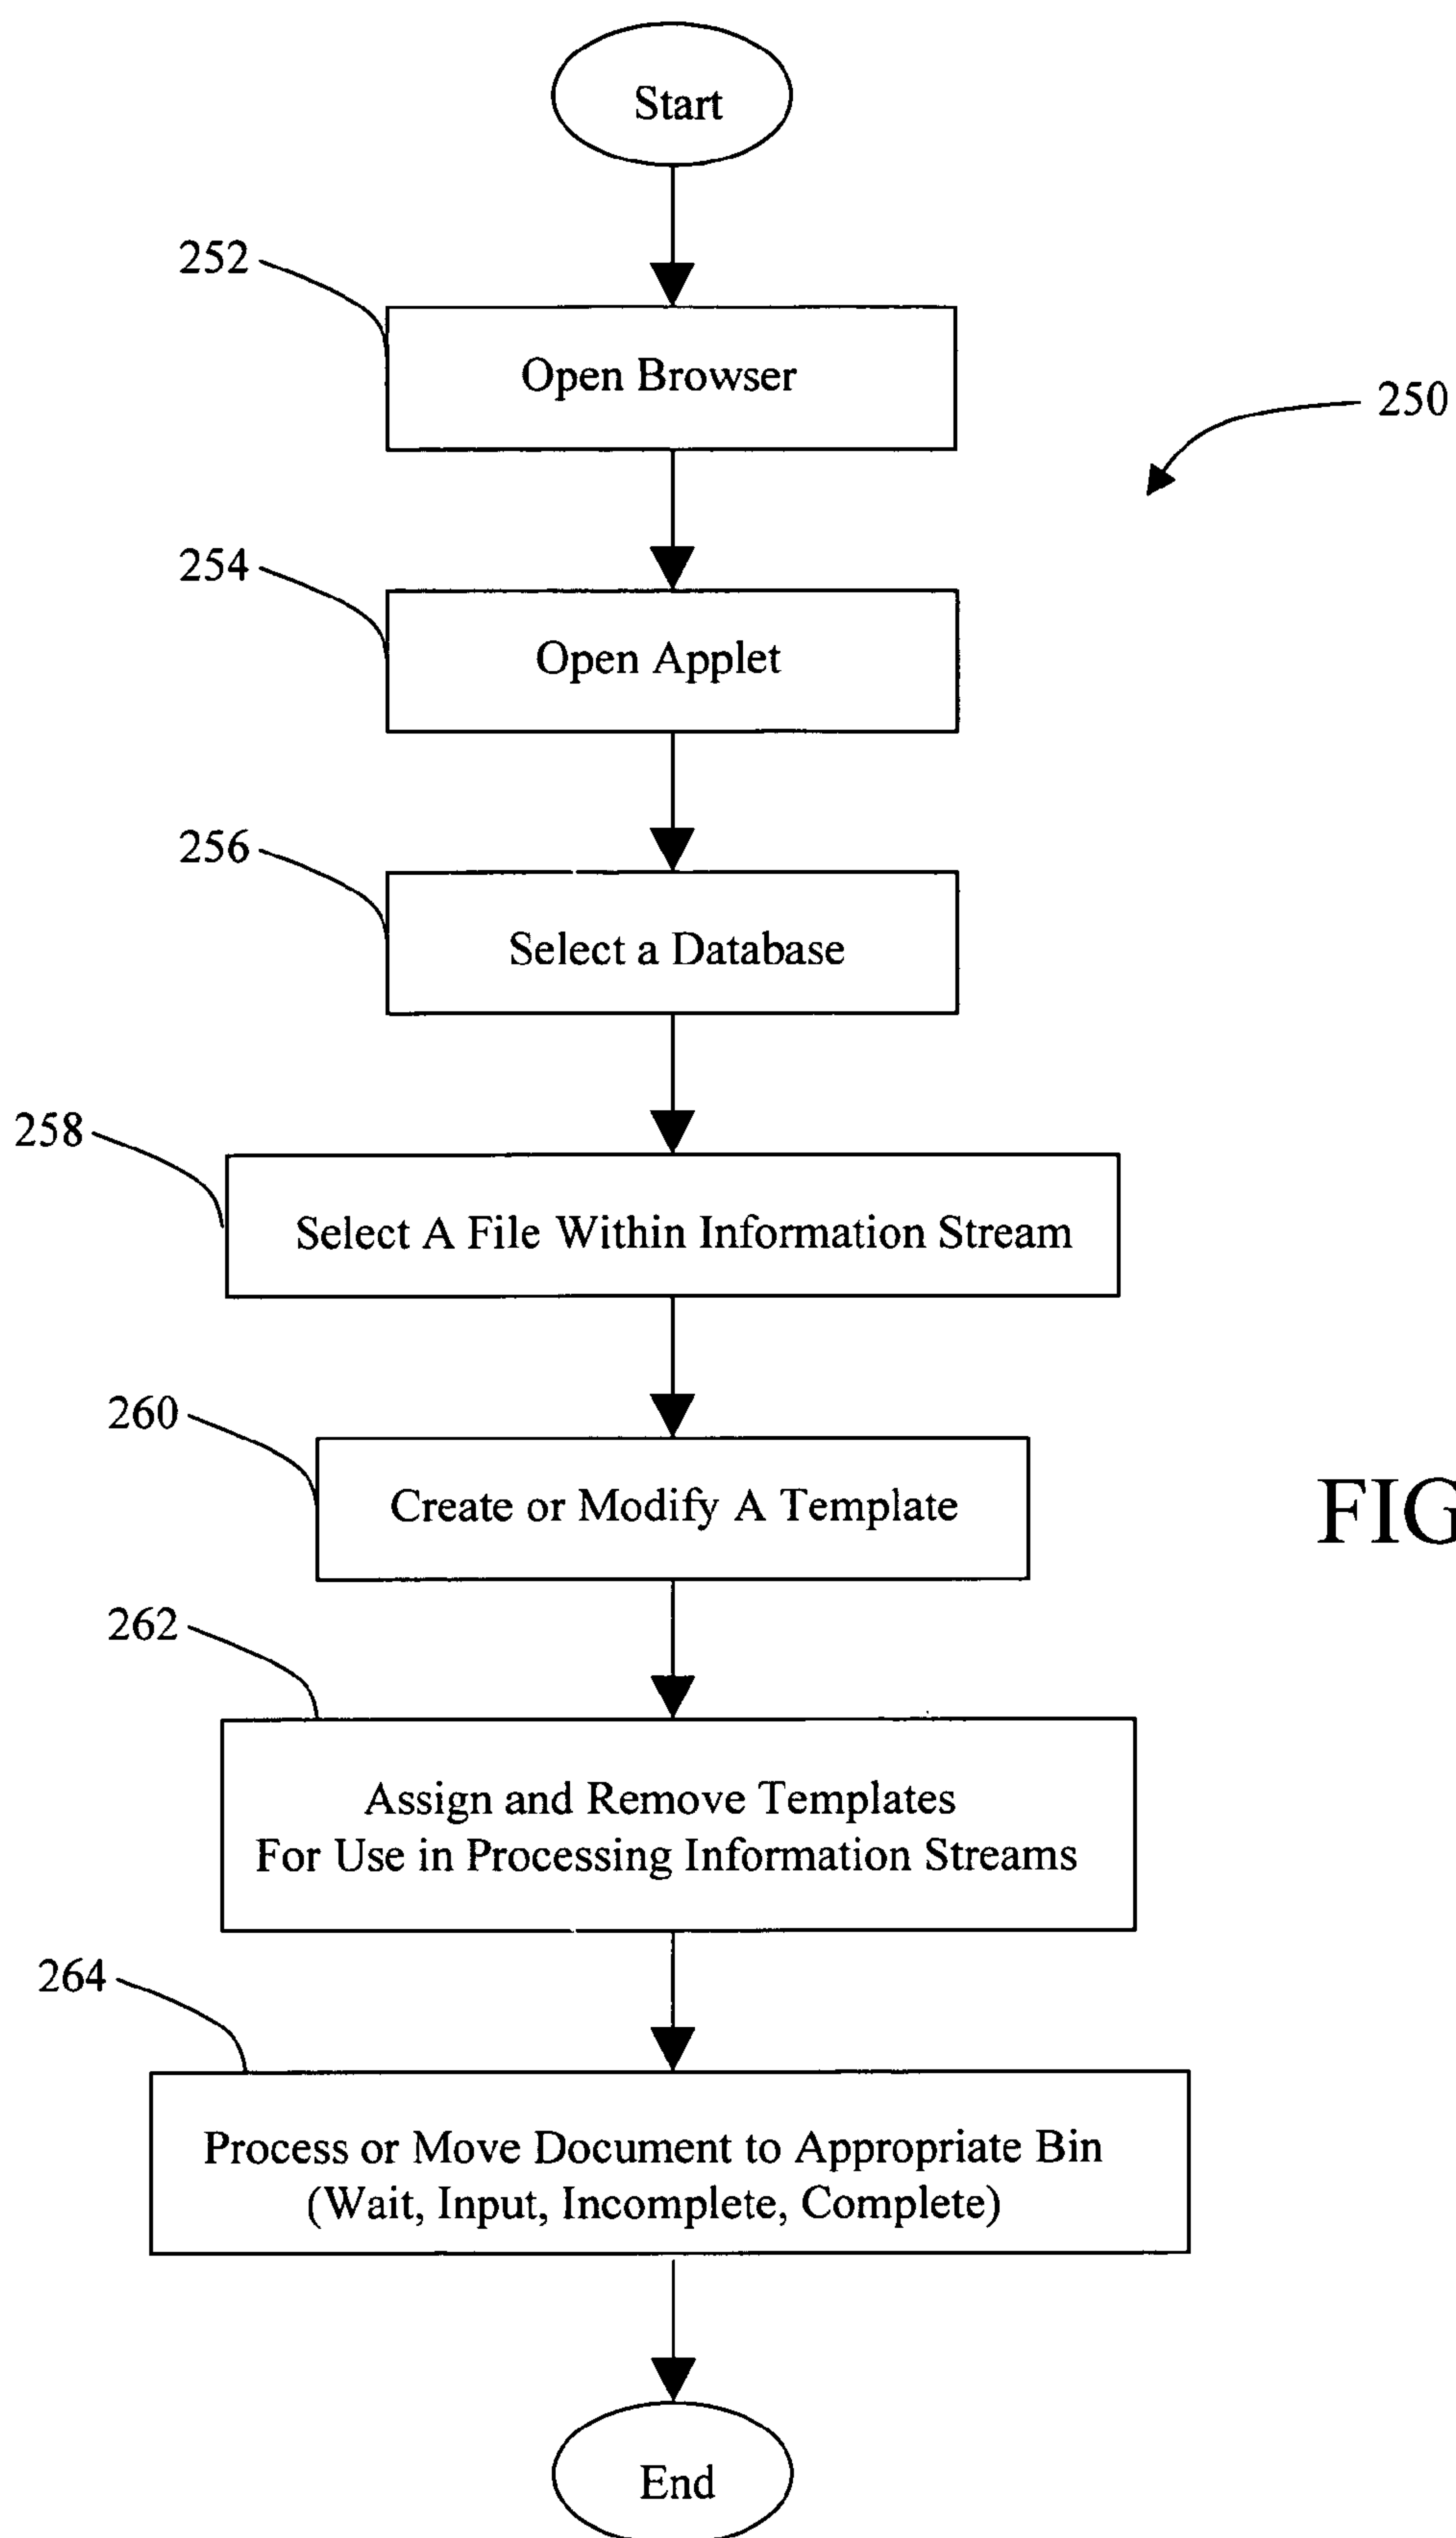 Start
252
Open Browser
250
254
Open Applet
256
Select a Database
258
Select A File Within Information Stream
260
Create or Modify A Template
FIG
262
Assign and Remove Templates
For Use in Processing Information Streams
264
Process or Move Document to Appropriate Bin
(Wait, Input, Incomplete, Complete)
End